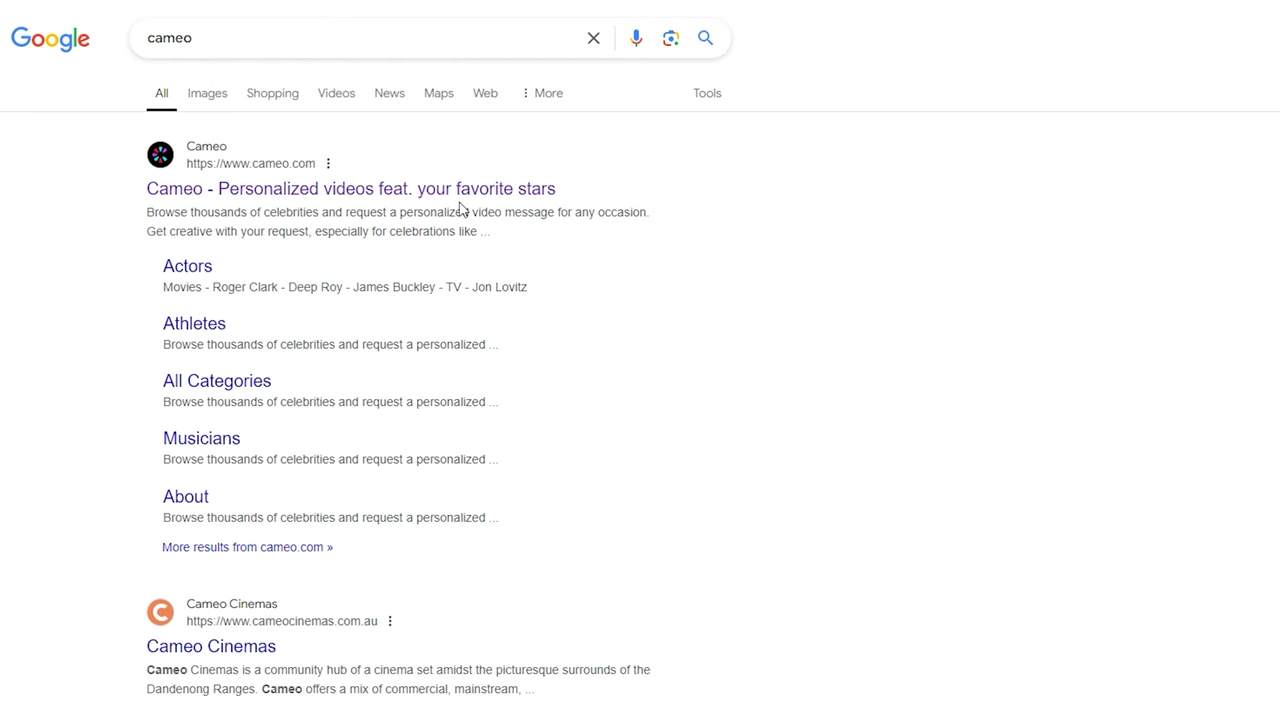 Google
cameo
All Images Shopping Videos News Maps Web More Tools
Cameo
https://www.cameo.com
Cameo - Personalized videos feat. your favorite stars
Browse thousands of celebrities and request a personalized video message for any occasion.
Get creative with your request, especially for celebrations like ...
Actors
Movies - Roger Clark - Deep Roy - James Buckley - TV - Jon Lovitz
Athletes
Browse thousands of celebrities and request a personalized ...
All Categories
Browse thousands of celebrities and request a personalized ...
Musicians
Browse thousands of celebrities and request a personalized ...
About
Browse thousands of celebrities and request a personalized ...
More results from cameo.com »
Cameo Cinemas
https://www.cameocinemas.com.au
Cameo Cinemas
Cameo Cinemas is a community hub of a cinema set amidst the picturesque surrounds of the
Dandenong Ranges. Cameo offers a mix of commercial, mainstream, ...